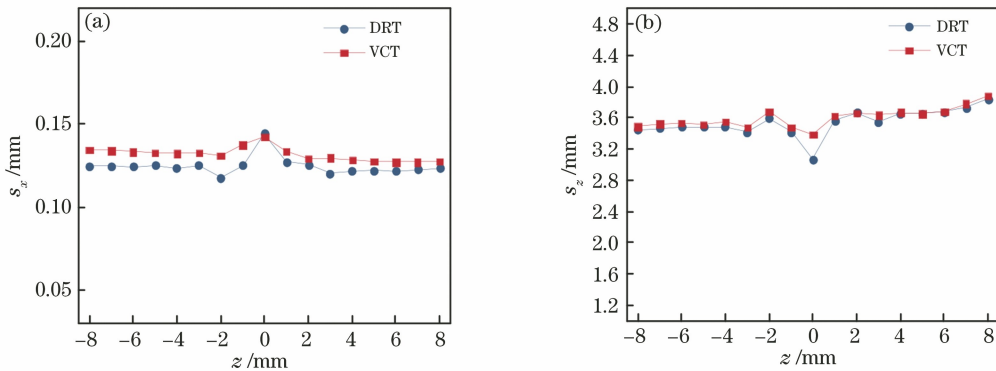 (a)
DRT
VCT
0.20
0.15
0.10
0.05
sx /mm
−8 −6 −4 −2 0 2 4 6 8
z /mm
(b)
DRT
VCT
4.8
4.4
4.0
3.6
3.2
2.8
2.4
2.0
1.6
1.2
sz /mm
−8 −6 −4 −2 0 2 4 6 8
z /mm